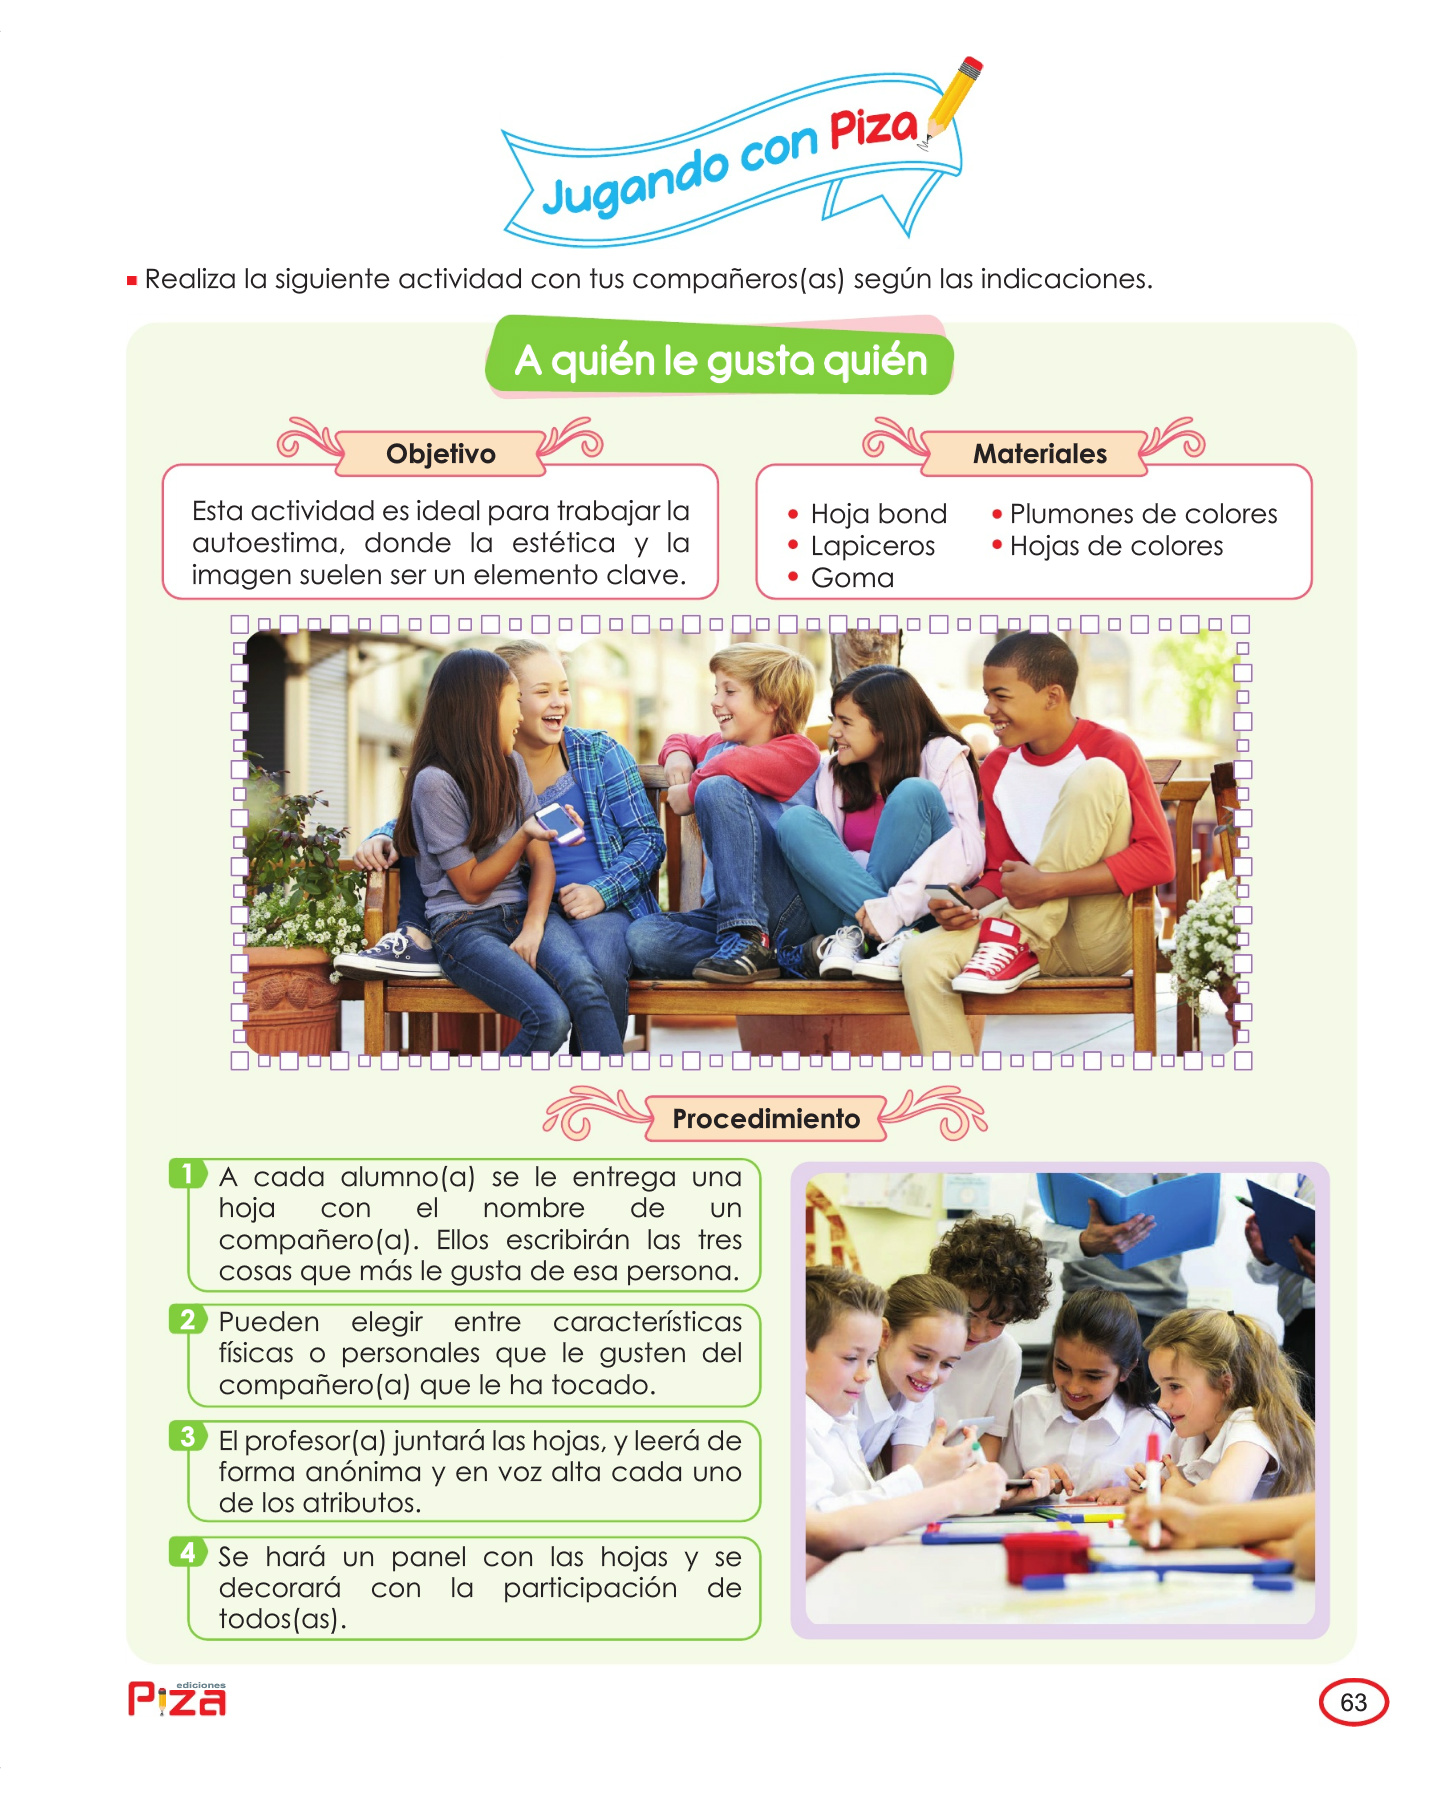 Jugando con Piza
Realiza la siguiente actividad con tus compañeros(as) según las indicaciones.
A quién le gusta quién
Objetivo
Esta actividad es ideal para trabajar la
autoestima, donde la estética y la
imagen suelen ser un elemento clave.
Materiales
• Hoja bond
• Lapiceros
• Goma
• Plumones de colores
• Hojas de colores
Procedimiento
1 A cada alumno(a) se le entrega una
hoja con el nombre de un
compañero(a). Ellos escribirán las tres
cosas que más le gusta de esa persona.
2 Pueden elegir entre características
físicas o personales que le gusten del
compañero(a) que le ha tocado.
3 El profesor(a) juntará las hojas, y leerá de
forma anónima y en voz alta cada uno
de los atributos.
4 Se hará un panel con las hojas y se
decorará con la participación de
todos(as).
ediciones
Piza
63